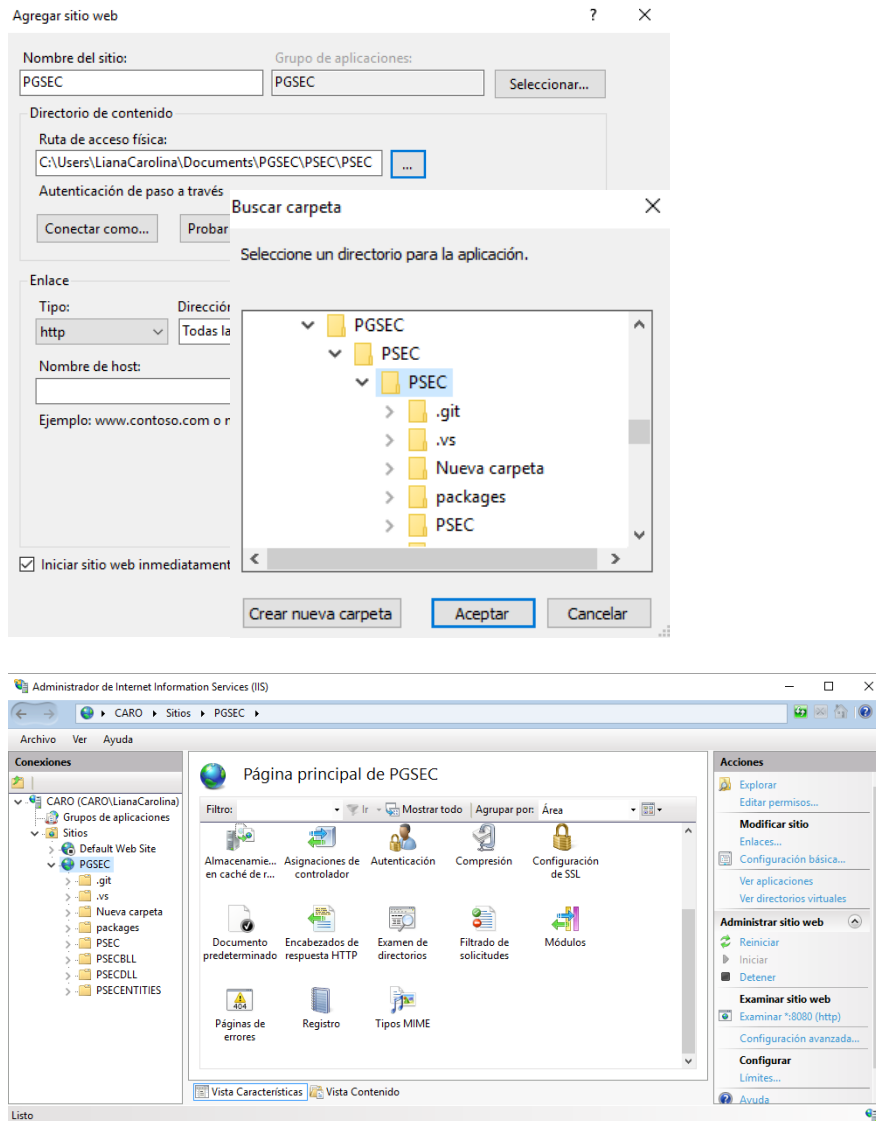 Agregar sitio web
?
Nombre del sitio:
Grupo de aplicaciones:
PGSEC
PGSEC
Seleccionar...
Directorio de contenido
Ruta de acceso física:
C:\Users\LianaCarolina\Documents\PGSEC\PSEC\PSEC
...
Autenticación de paso a través
Conectar como...
Probar
Enlace
Tipo:
Dirección
http
Todas la
Nombre de host:
Ejemplo: www.contoso.com o
Iniciar sitio web inmediatament
Buscar carpeta
Seleccione un directorio para la aplicación.
PGSEC
PSEC
PSEC
.git
.vs
Nueva carpeta
packages
PSEC
Crear nueva carpeta
Aceptar
Cancelar
Administrador de Internet Information Services (IIS)
CARO
Sitios
PGSEC
Archivo Ver Ayuda
Conexiones
CARO (CARO\LianaCarolina)
Grupos de aplicaciones
Sitios
Default Web Site
PGSEC
.git
.vs
Nueva carpeta
packages
PSEC
PSECBLL
PSECDLL
PSECENTITIES
Página principal de PGSEC
Filtro:
Ir
Mostrar todo
Agrupar por:
Área
Almacenamie...
en caché de r...
Asignaciones de
controlador
Autenticación
Compresión
Configuración
de SSL
Documento
predeterminado
Encabezados de
respuesta HTTP
Examen de
directorios
Filtrado de
solicitudes
Módulos
404
Páginas de
errores
Registro
Tipos MIME
Vista Características
Vista Contenido
Acciones
Explorar
Editar permisos...
Modificar sitio
Enlaces...
Configuración básica...
Ver aplicaciones
Ver directorios virtuales
Administrar sitio web
Reiniciar
Iniciar
Detener
Examinar sitio web
Examinar *:8080 (http)
Configuración avanzada...
Configurar
Límites...
Ayuda
Listo